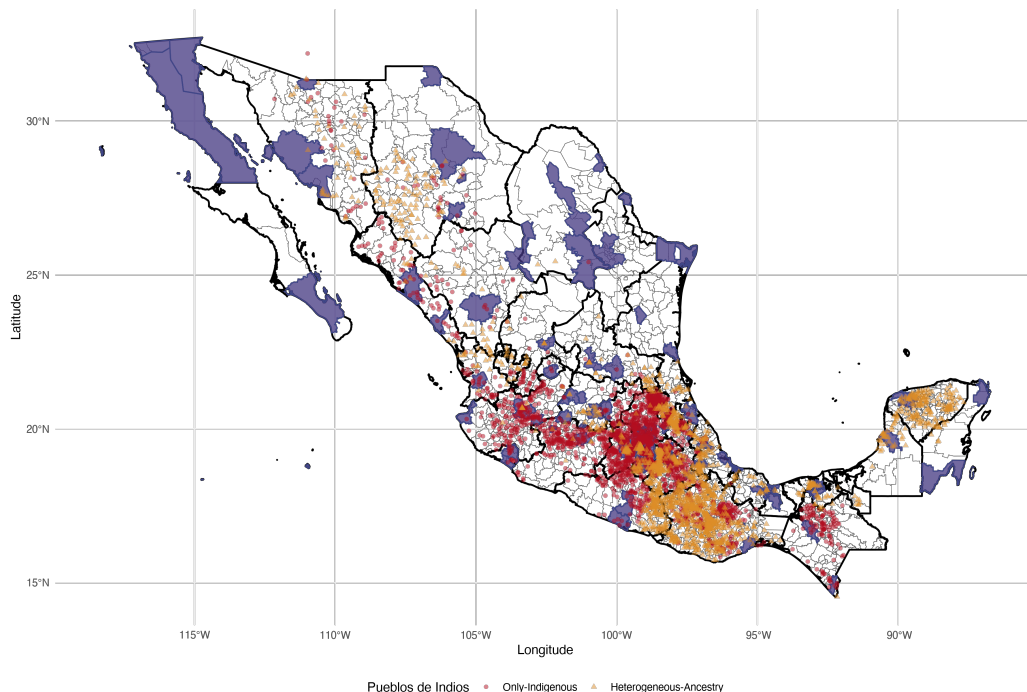 30°N
25°N
20°N
15°N
Latitude
115°W 110°W 105°W 100°W 95°W 90°W
Longitude
Pueblos de Indios Only-Indigenous Heterogeneous-Ancestry